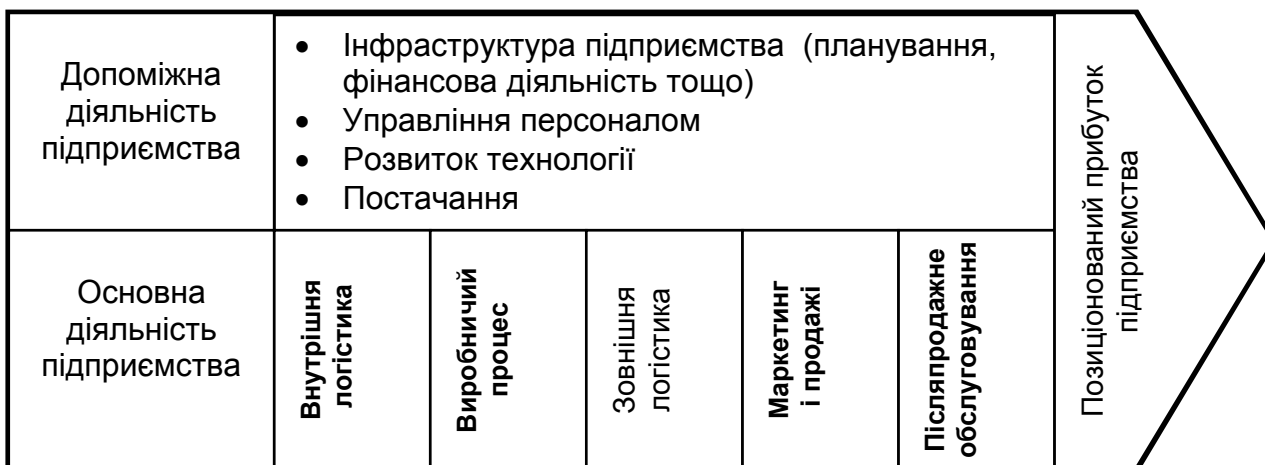 Допоміжна
діяльність
підприємства
• Інфраструктура підприємства (планування,
фінансова діяльність тощо)
• Управління персоналом
• Розвиток технології
• Постачання
Основна
діяльність
підприємства
Внутрішня
логістика
Виробничий
процес
Зовнішня
логістика
Маркетинг
і продажі
Післяпродажне
обслуговування
Позиціонований прибуток
підприємства